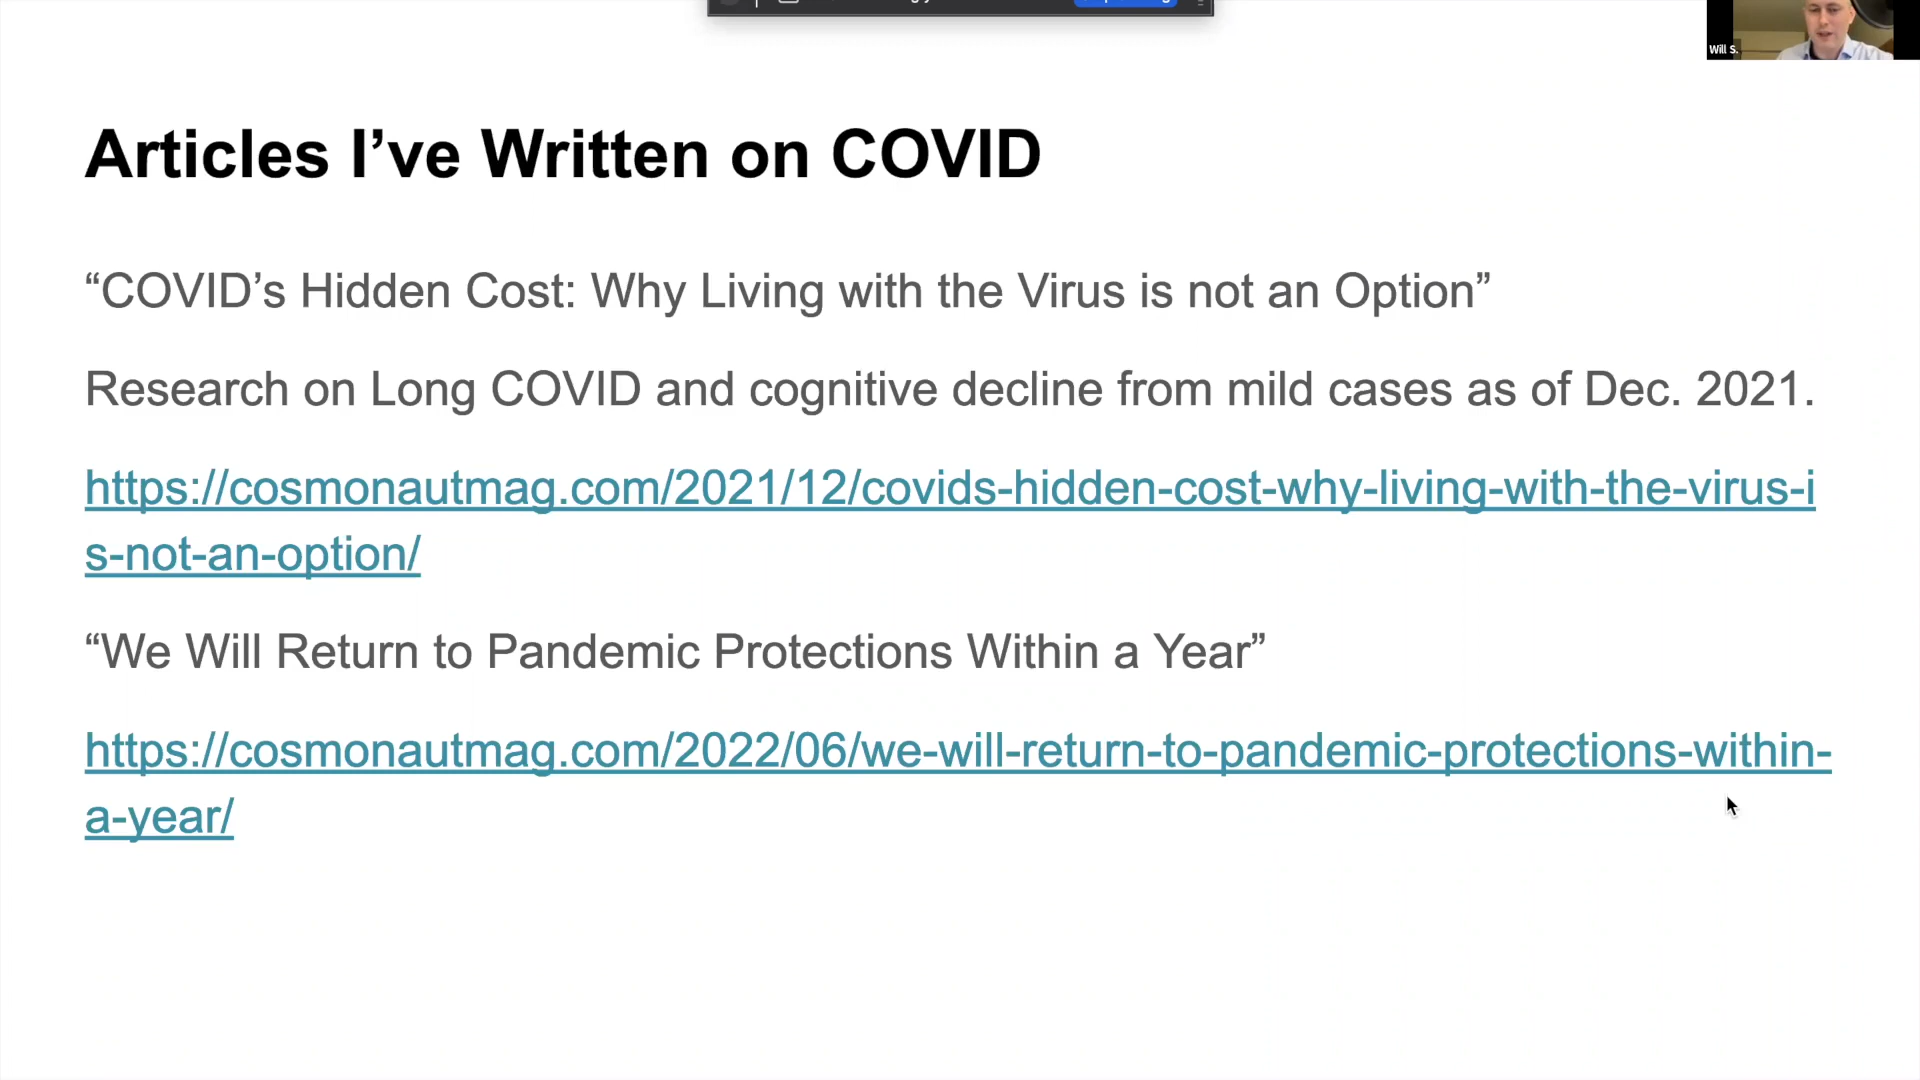 Will S.
Articles I’ve Written on COVID
“COVID’s Hidden Cost: Why Living with the Virus is not an Option”
Research on Long COVID and cognitive decline from mild cases as of Dec. 2021.
https://cosmonautmag.com/2021/12/covids-hidden-cost-why-living-with-the-virus-i
s-not-an-option/
“We Will Return to Pandemic Protections Within a Year”
https://cosmonautmag.com/2022/06/we-will-return-to-pandemic-protections-within-
a-year/